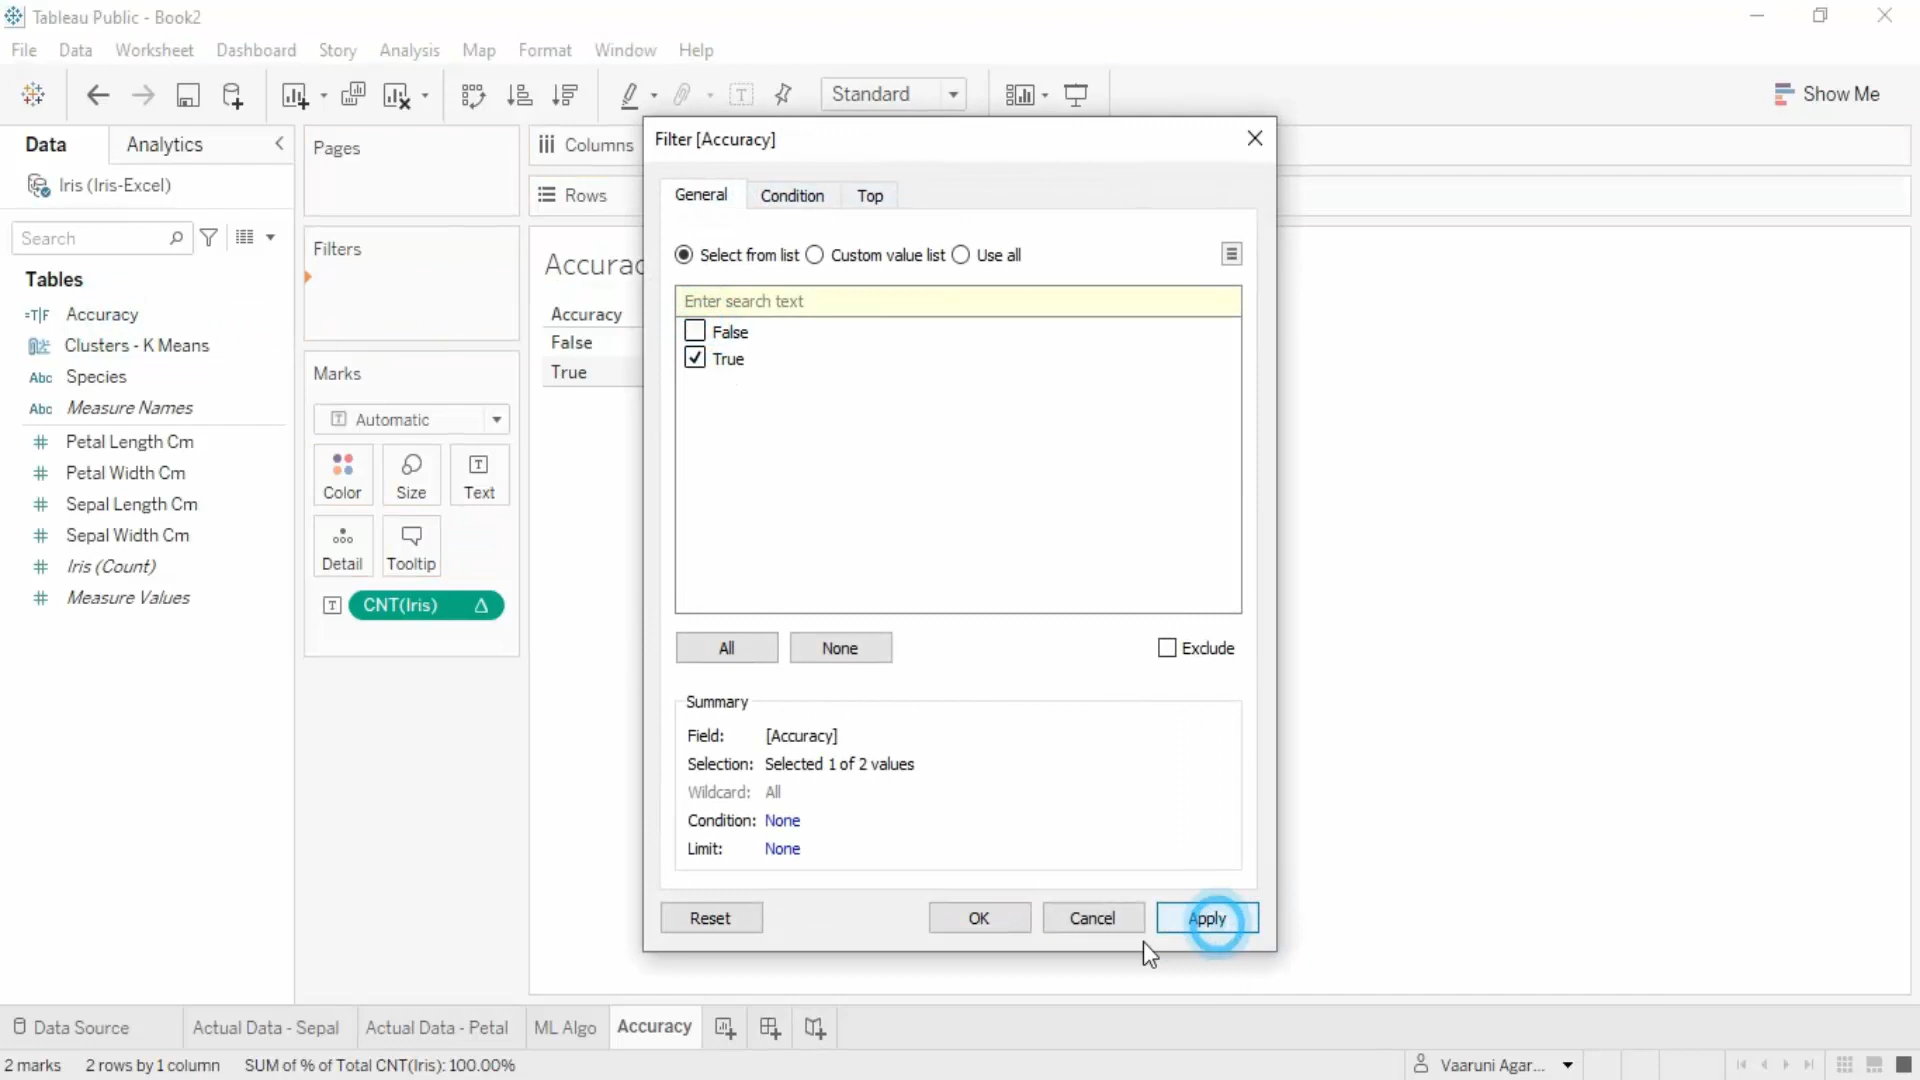 Tableau Public - Book2
File Data Worksheet Dashboard Story Analysis Map Format Window Help
Standard
Show Me
Data
Analytics
Iris (Iris-Excel)
Search
Tables
=T|F Accuracy
Clusters - K Means
Abc Species
Abc Measure Names
# Petal Length Cm
# Petal Width Cm
# Sepal Length Cm
# Sepal Width Cm
# Iris (Count)
# Measure Values
Pages
Filters
Marks
T Automatic
Color
Size
T
Text
Detail
Tooltip
T CNT(Iris) Δ
Columns
Rows
Accurac
Accuracy
False
True
Filter [Accuracy]
General
Condition
Top
Select from list
Custom value list
Use all
Enter search text
False
True
All
None
Exclude
Summary
Field: [Accuracy]
Selection: Selected 1 of 2 values
Wildcard: All
Condition: None
Limit: None
Reset
OK
Cancel
Apply
Data Source
Actual Data - Sepal
Actual Data - Petal
ML Algo
Accuracy
2 marks 2 rows by 1 column SUM of % of Total CNT(Iris): 100.00%
Vaaruni Agar...